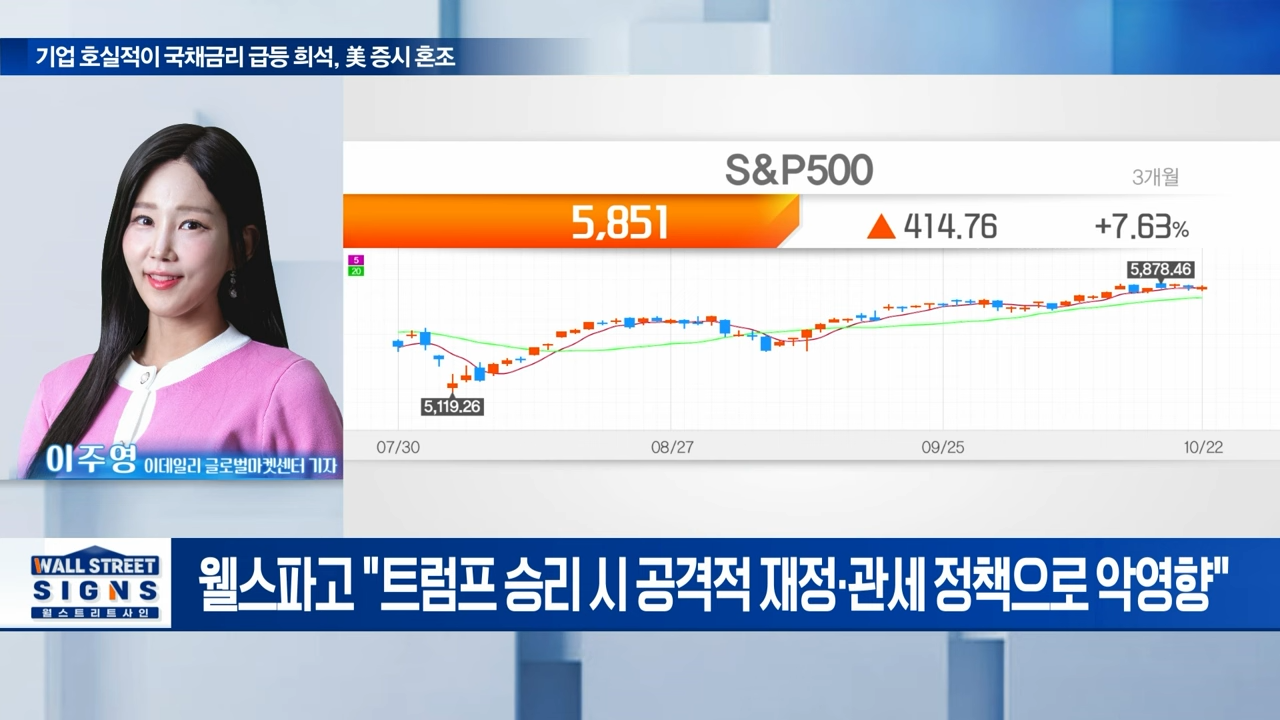 기업 호실적이 국채금리 급등 희석, 美 증시 혼조
S&P500
3개월
5,851
▲ 414.76
+7.63%
5
20
5,878.46
5,119.26
07/30
08/27
09/25
10/22
이주영 이데일리 글로벌마켓센터 기자
WALL STREET
SIGNS
월스트리트사인
웰스파고 "트럼프 승리 시 공격적 재정·관세 정책으로 악영향"